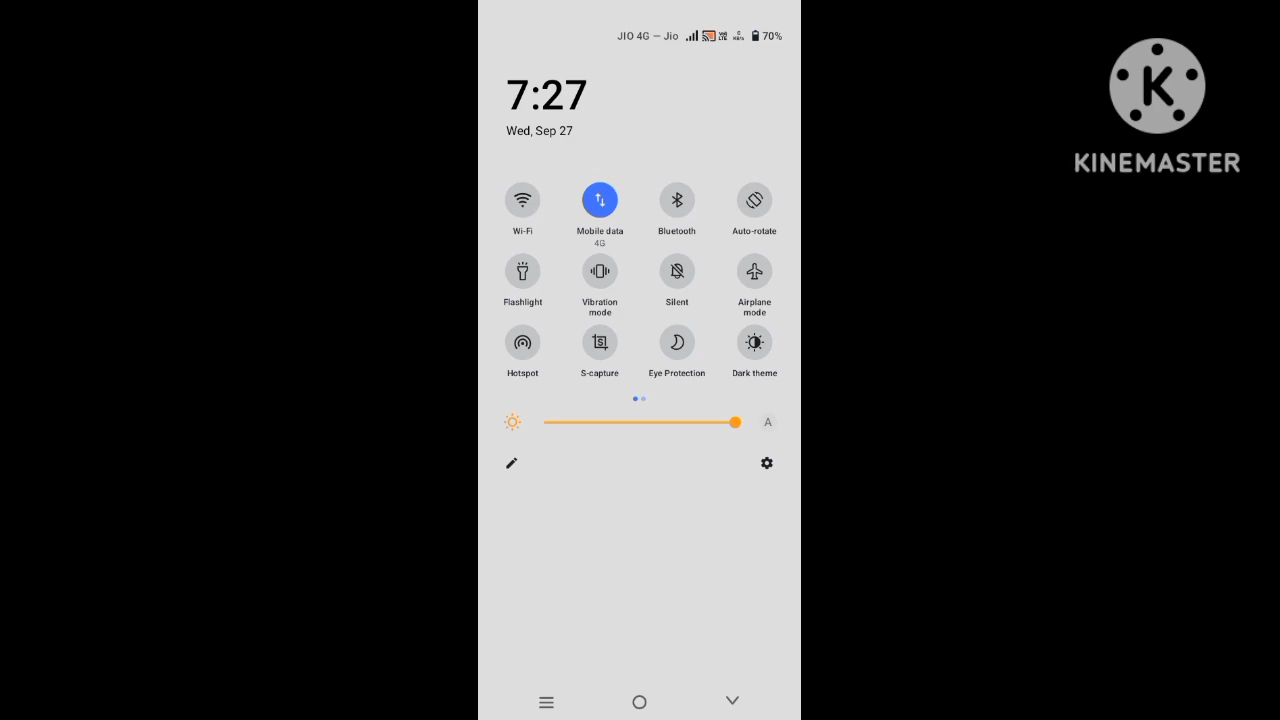 JIO 4G — Jio 70%
KINEMASTER
7:27
Wed, Sep 27
Wi-Fi Mobile data Bluetooth Auto-rotate
4G
Flashlight Vibration mode Silent Airplane mode
Hotspot S-capture Eye Protection Dark theme
A